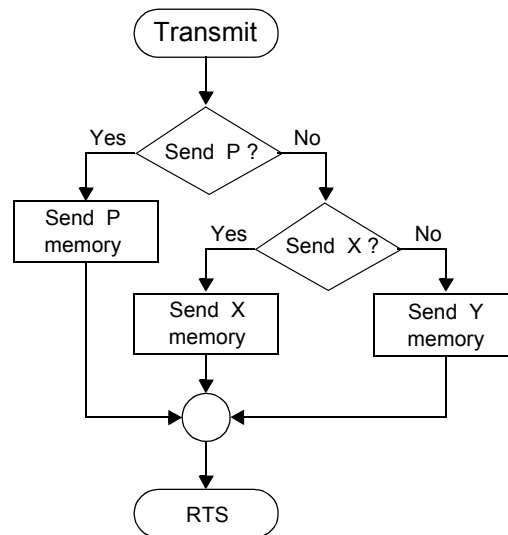 Transmit
Send P ?
Yes
No
Send P
memory
Send X ?
Yes
No
Send X
memory
Send Y
memory
RTS